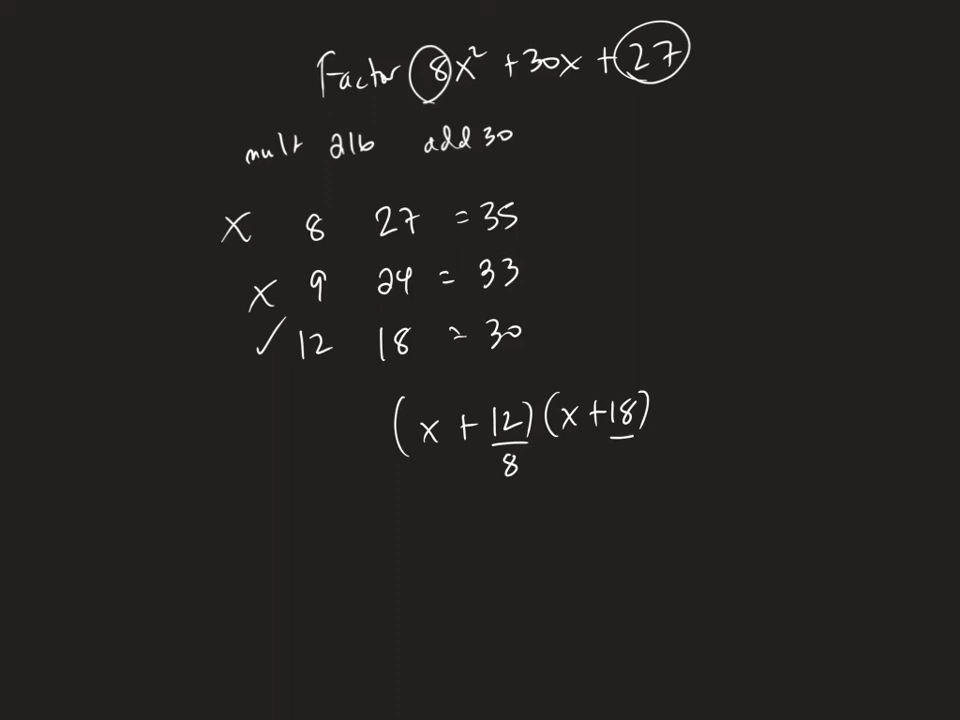 Factor 8x² + 30x + 27
mult 216 add 30
x 8 27 = 35
x 9 24 = 33
✓ 12 18 = 30
(x + 12/8)(x + 18)